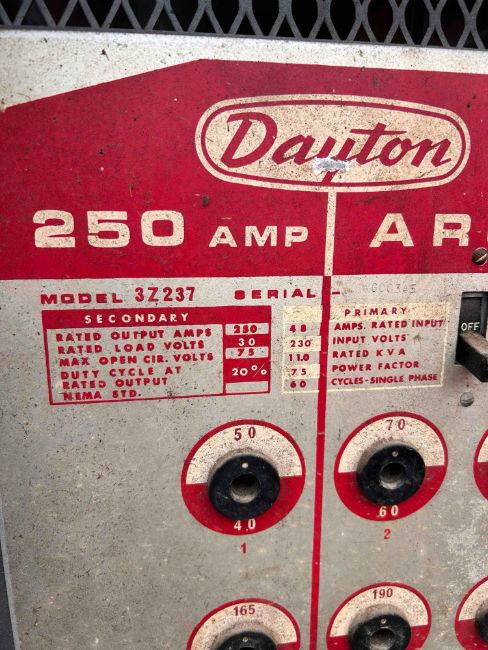 Dayton
250 AMP ARC
MODEL 3Z237 SERIAL G00345
SECONDARY
RATED OUTPUT AMPS 250
RATED LOAD VOLTS 30
MAX. OPEN CIR. VOLTS 75
DUTY CYCLE AT
RATED OUTPUT 20%
NEMA STD.
PRIMARY
48 AMPS. RATED INPUT
230 INPUT VOLTS
11.0 RATED KVA
75 POWER FACTOR
60 CYCLES-SINGLE PHASE
OFF
50
40
1
70
60
2
165
190